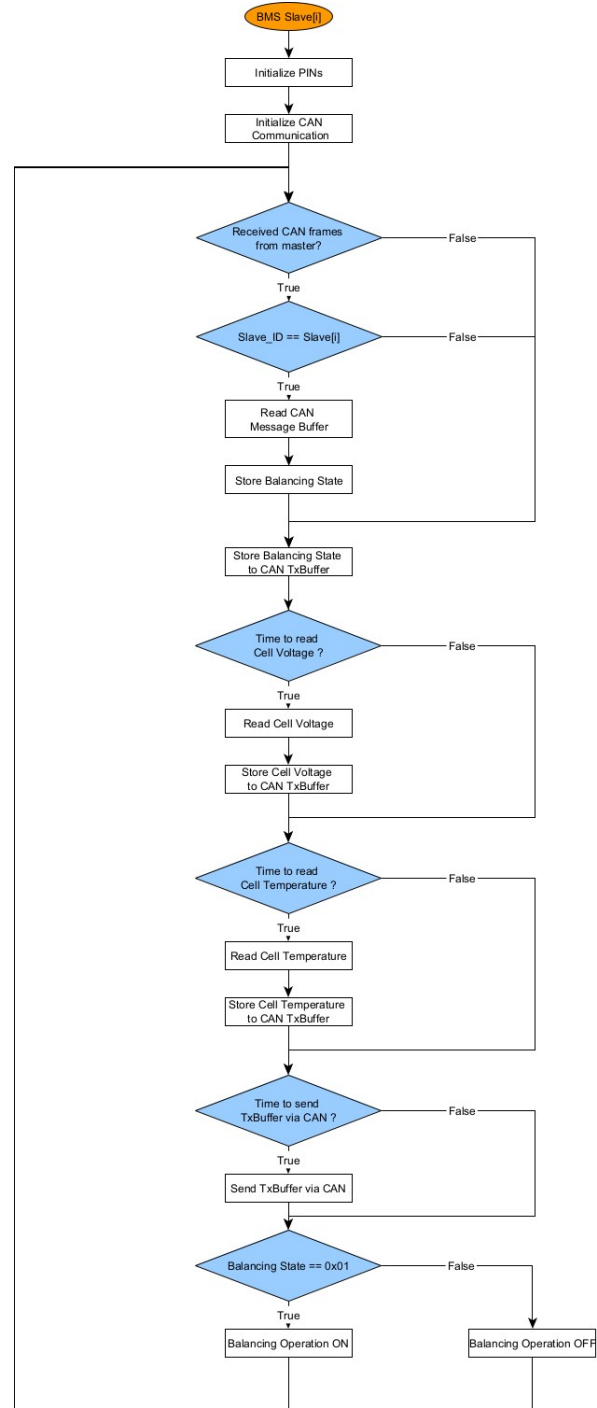 BMS Slave[i]
Initialize PINs
Initialize CAN
Communication
Received CAN frames
from master?
False
True
Slave_ID == Slave[i]
False
True
Read CAN
Message Buffer
Store Balancing State
Store Balancing State
to CAN TxBuffer
Time to read
Cell Voltage ?
False
True
Read Cell Voltage
Store Cell Voltage
to CAN TxBuffer
Time to read
Cell Temperature ?
False
True
Read Cell Temperature
Store Cell Temperature
to CAN TxBuffer
Time to send
TxBuffer via CAN ?
False
True
Send TxBuffer via CAN
Balancing State == 0x01
False
True
Balancing Operation ON
Balancing Operation OFF